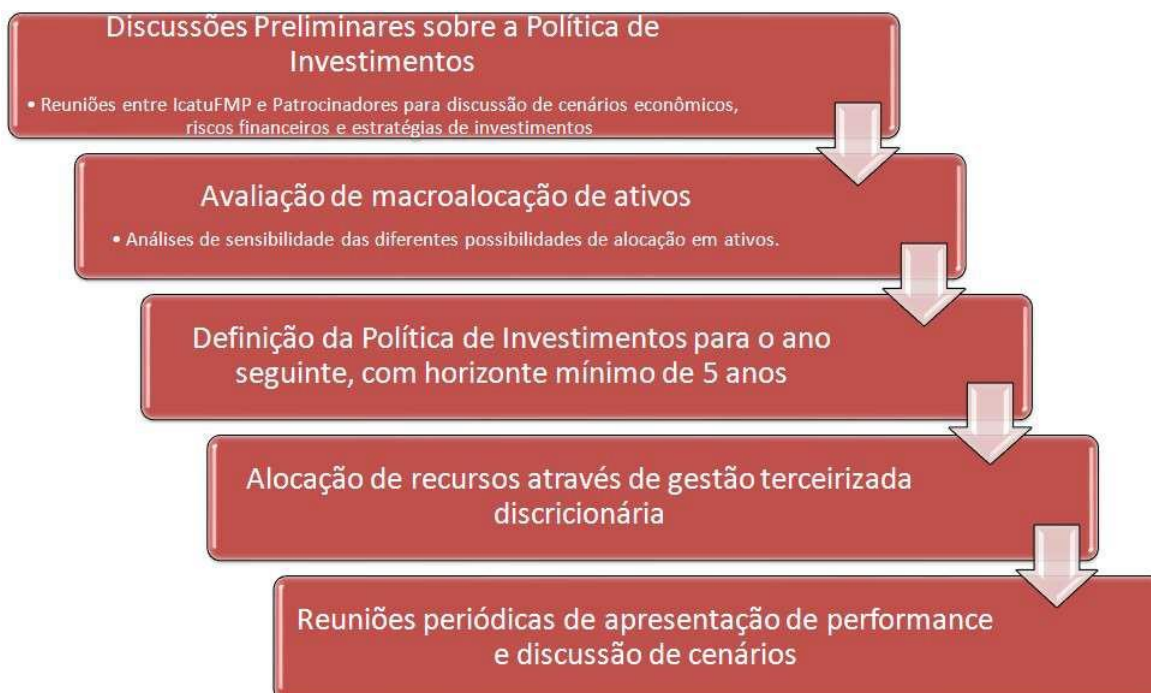 Discussões Preliminares sobre a Política de
Investimentos
• Reuniões entre IcatuFMP e Patrocinadores para discussão de cenários econômicos,
riscos financeiros e estratégias de investimentos
Avaliação de macroalocação de ativos
• Análises de sensibilidade das diferentes possibilidades de alocação em ativos.
Definição da Política de Investimentos para o ano
seguinte, com horizonte mínimo de 5 anos
Alocação de recursos através de gestão terceirizada
discricionária
Reuniões periódicas de apresentação de performance
e discussão de cenários